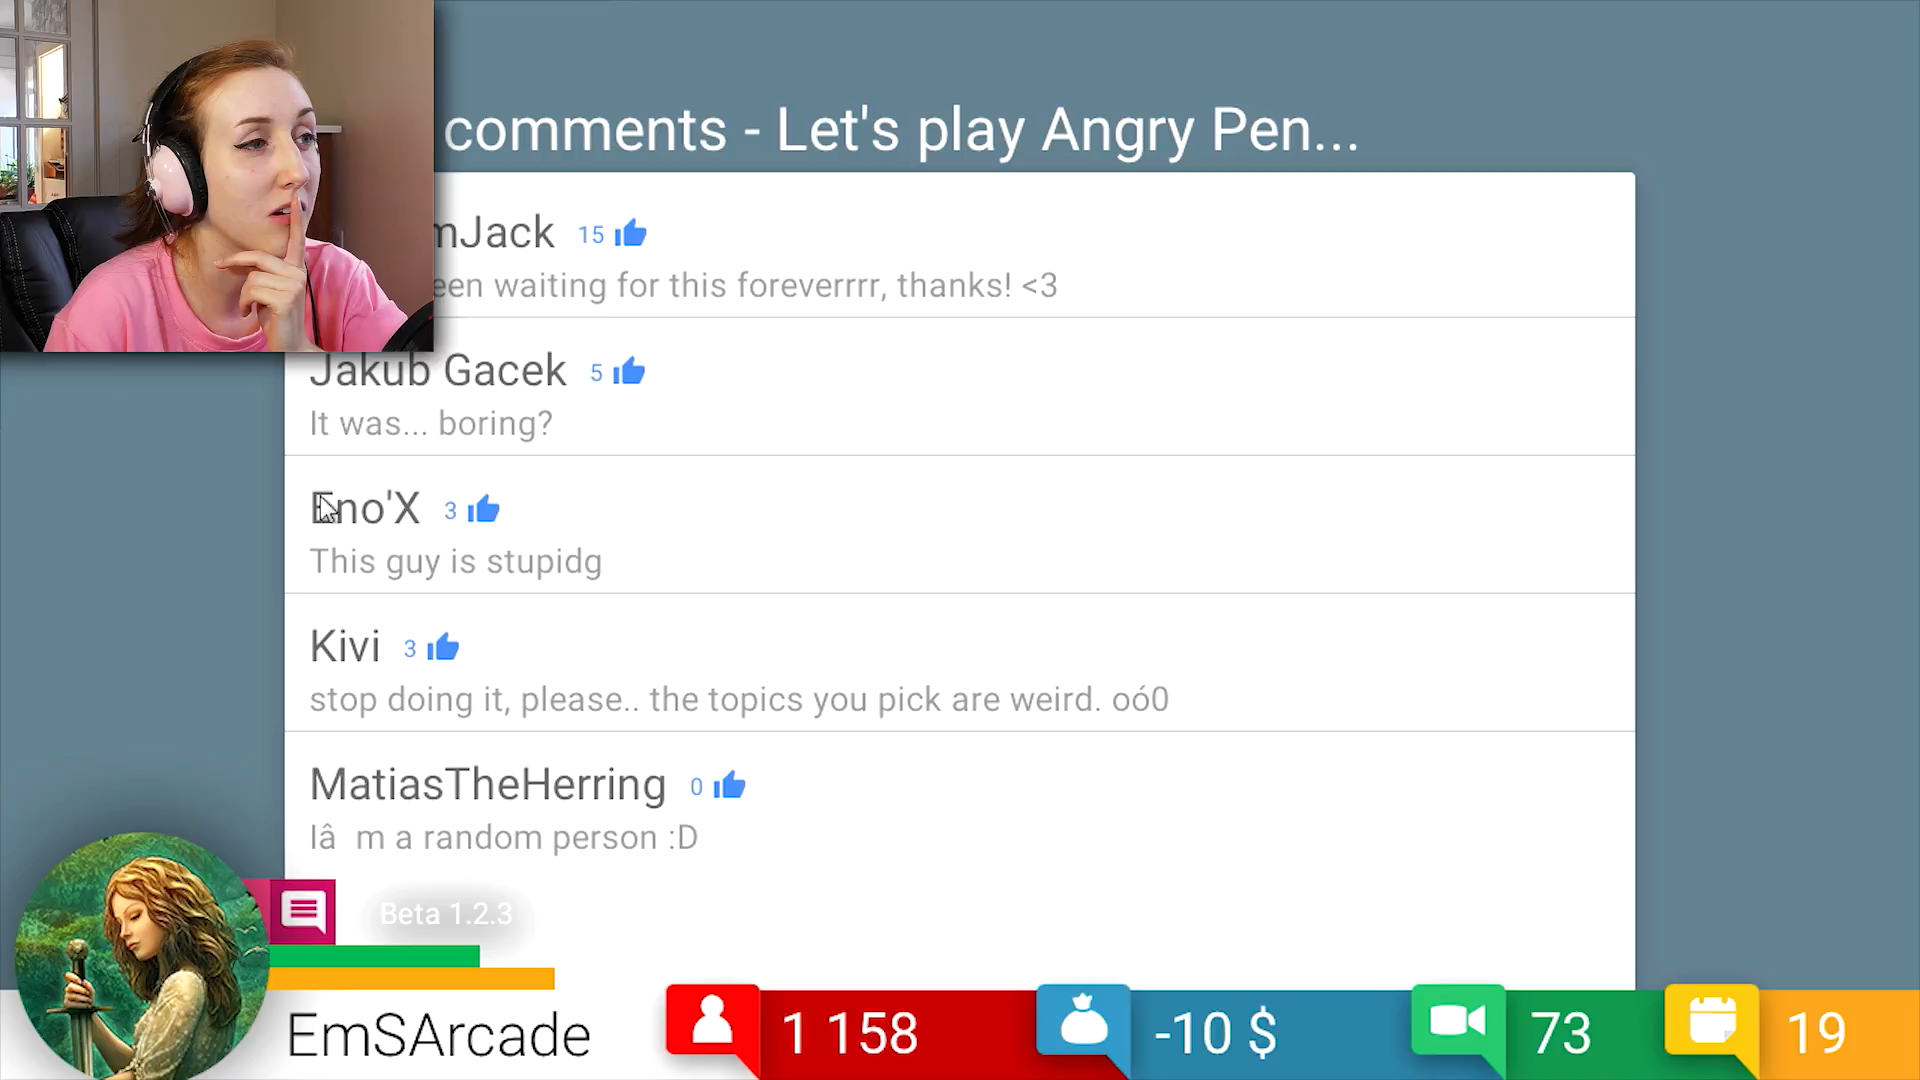 comments - Let's play Angry Pen...
mJack 15
een waiting for this foreverrrr, thanks! <3
Jakub Gacek 5
It was... boring?
Eno'X 3
This guy is stupidg
Kivi 3
stop doing it, please.. the topics you pick are weird. oó0
MatiasTheHerring 0
Iâ m a random person :D
Beta 1.2.3
EmSArcade 1 158 -10 $ 73 19